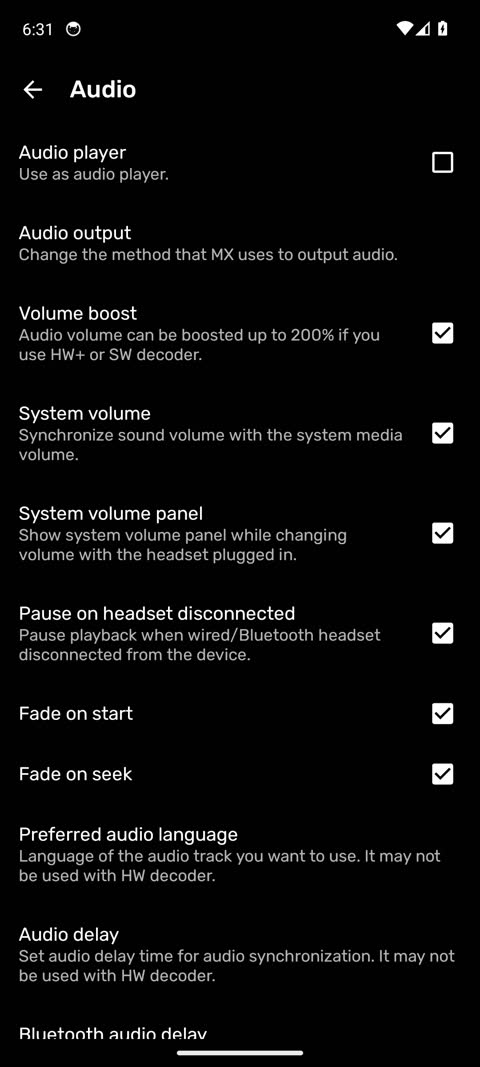 6:31
Audio
Audio player
Use as audio player.
Audio output
Change the method that MX uses to output audio.
Volume boost
Audio volume can be boosted up to 200% if you
use HW+ or SW decoder.
System volume
Synchronize sound volume with the system media
volume.
System volume panel
Show system volume panel while changing
volume with the headset plugged in.
Pause on headset disconnected
Pause playback when wired/Bluetooth headset
disconnected from the device.
Fade on start
Fade on seek
Preferred audio language
Language of the audio track you want to use. It may not
be used with HW decoder.
Audio delay
Set audio delay time for audio synchronization. It may not
be used with HW decoder.
Bluetooth audio delay